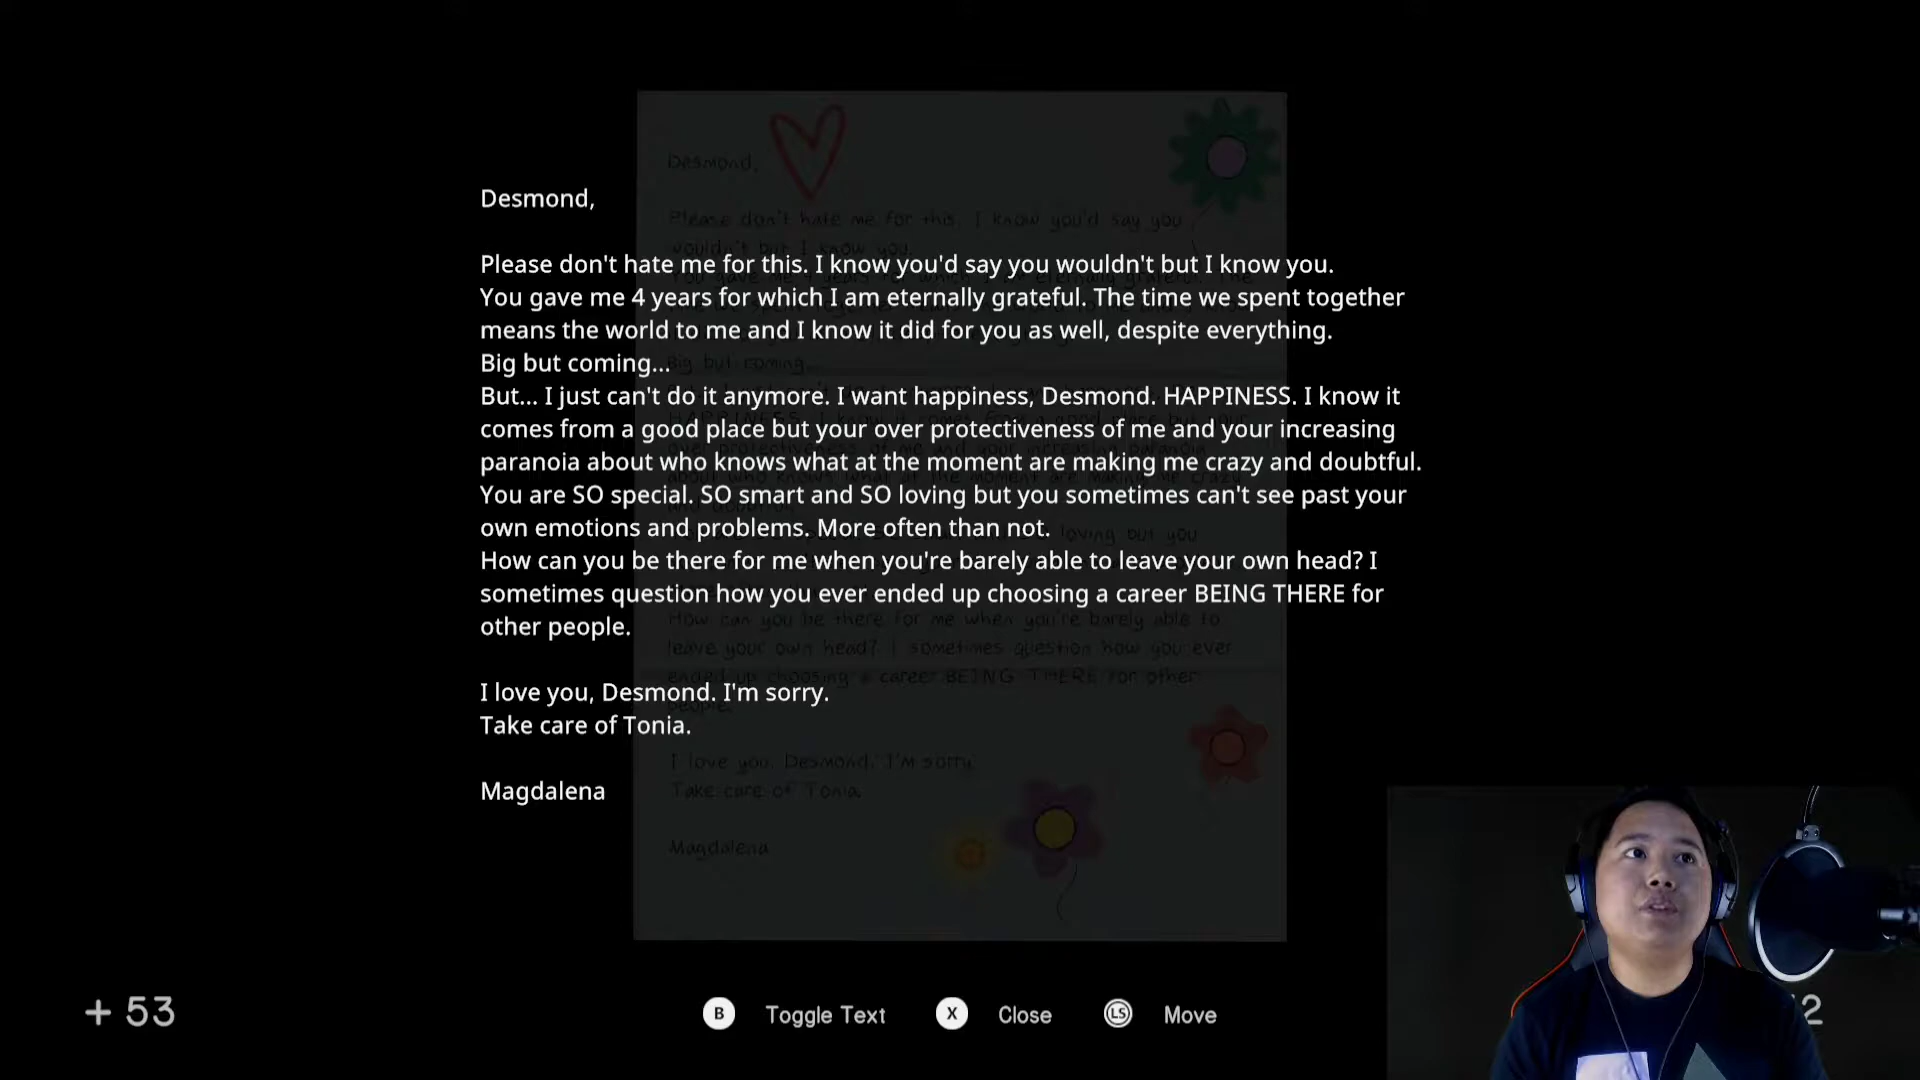 Desmond,
Please don't hate me for this. I know you'd say you wouldn't but I know you.
You gave me 4 years for which I am eternally grateful. The time we spent together
means the world to me and I know it did for you as well, despite everything.
Big but coming...
But... I just can't do it anymore. I want happiness, Desmond. HAPPINESS. I know it
comes from a good place but your over protectiveness of me and your increasing
paranoia about who knows what at the moment are making me crazy and doubtful.
You are SO special. SO smart and SO loving but you sometimes can't see past your
own emotions and problems. More often than not.
How can you be there for me when you're barely able to leave your own head? I
sometimes question how you ever ended up choosing a career BEING THERE for
other people.
I love you, Desmond. I'm sorry.
Take care of Tonia.
Magdalena
+ 53
B Toggle Text X Close LS Move
2